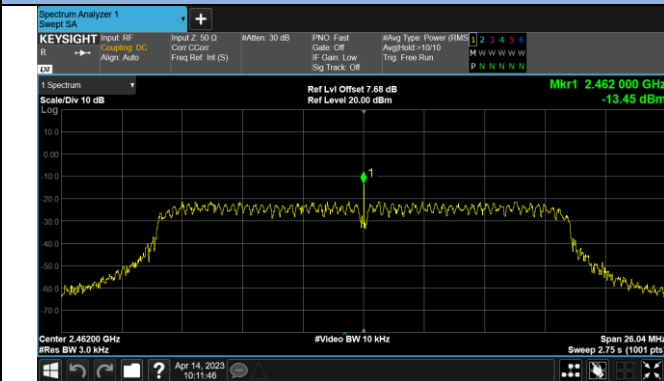 Spectrum Analyzer 1
Swept SA
+
KEYSIGHT Input: RF Input Z: 50 Ω #Atten: 30 dB PNO: Fast #Avg Type: Power (RMS 1 2 3 4 5 6
R Coupling: DC Corr CCorr Gate: Off Avg|Hold:>10/10 M W W W W W
Align: Auto Freq Ref: Int (S) IF Gain: Low Trig: Free Run
Sig Track: Off P N N N N N
LXI
1 Spectrum Ref Lvl Offset 7.68 dB Mkr1 2.462 000 GHz
Scale/Div 10 dB Ref Level 20.00 dBm -13.45 dBm
Log
10.0
0.00
1
-10.0
-20.0
-30.0
-40.0
-50.0
-60.0
-70.0
Center 2.46200 GHz #Video BW 10 kHz Span 26.04 MHz
#Res BW 3.0 kHz Sweep 2.75 s (1001 pts)
? Apr 14, 2023
10:11:46